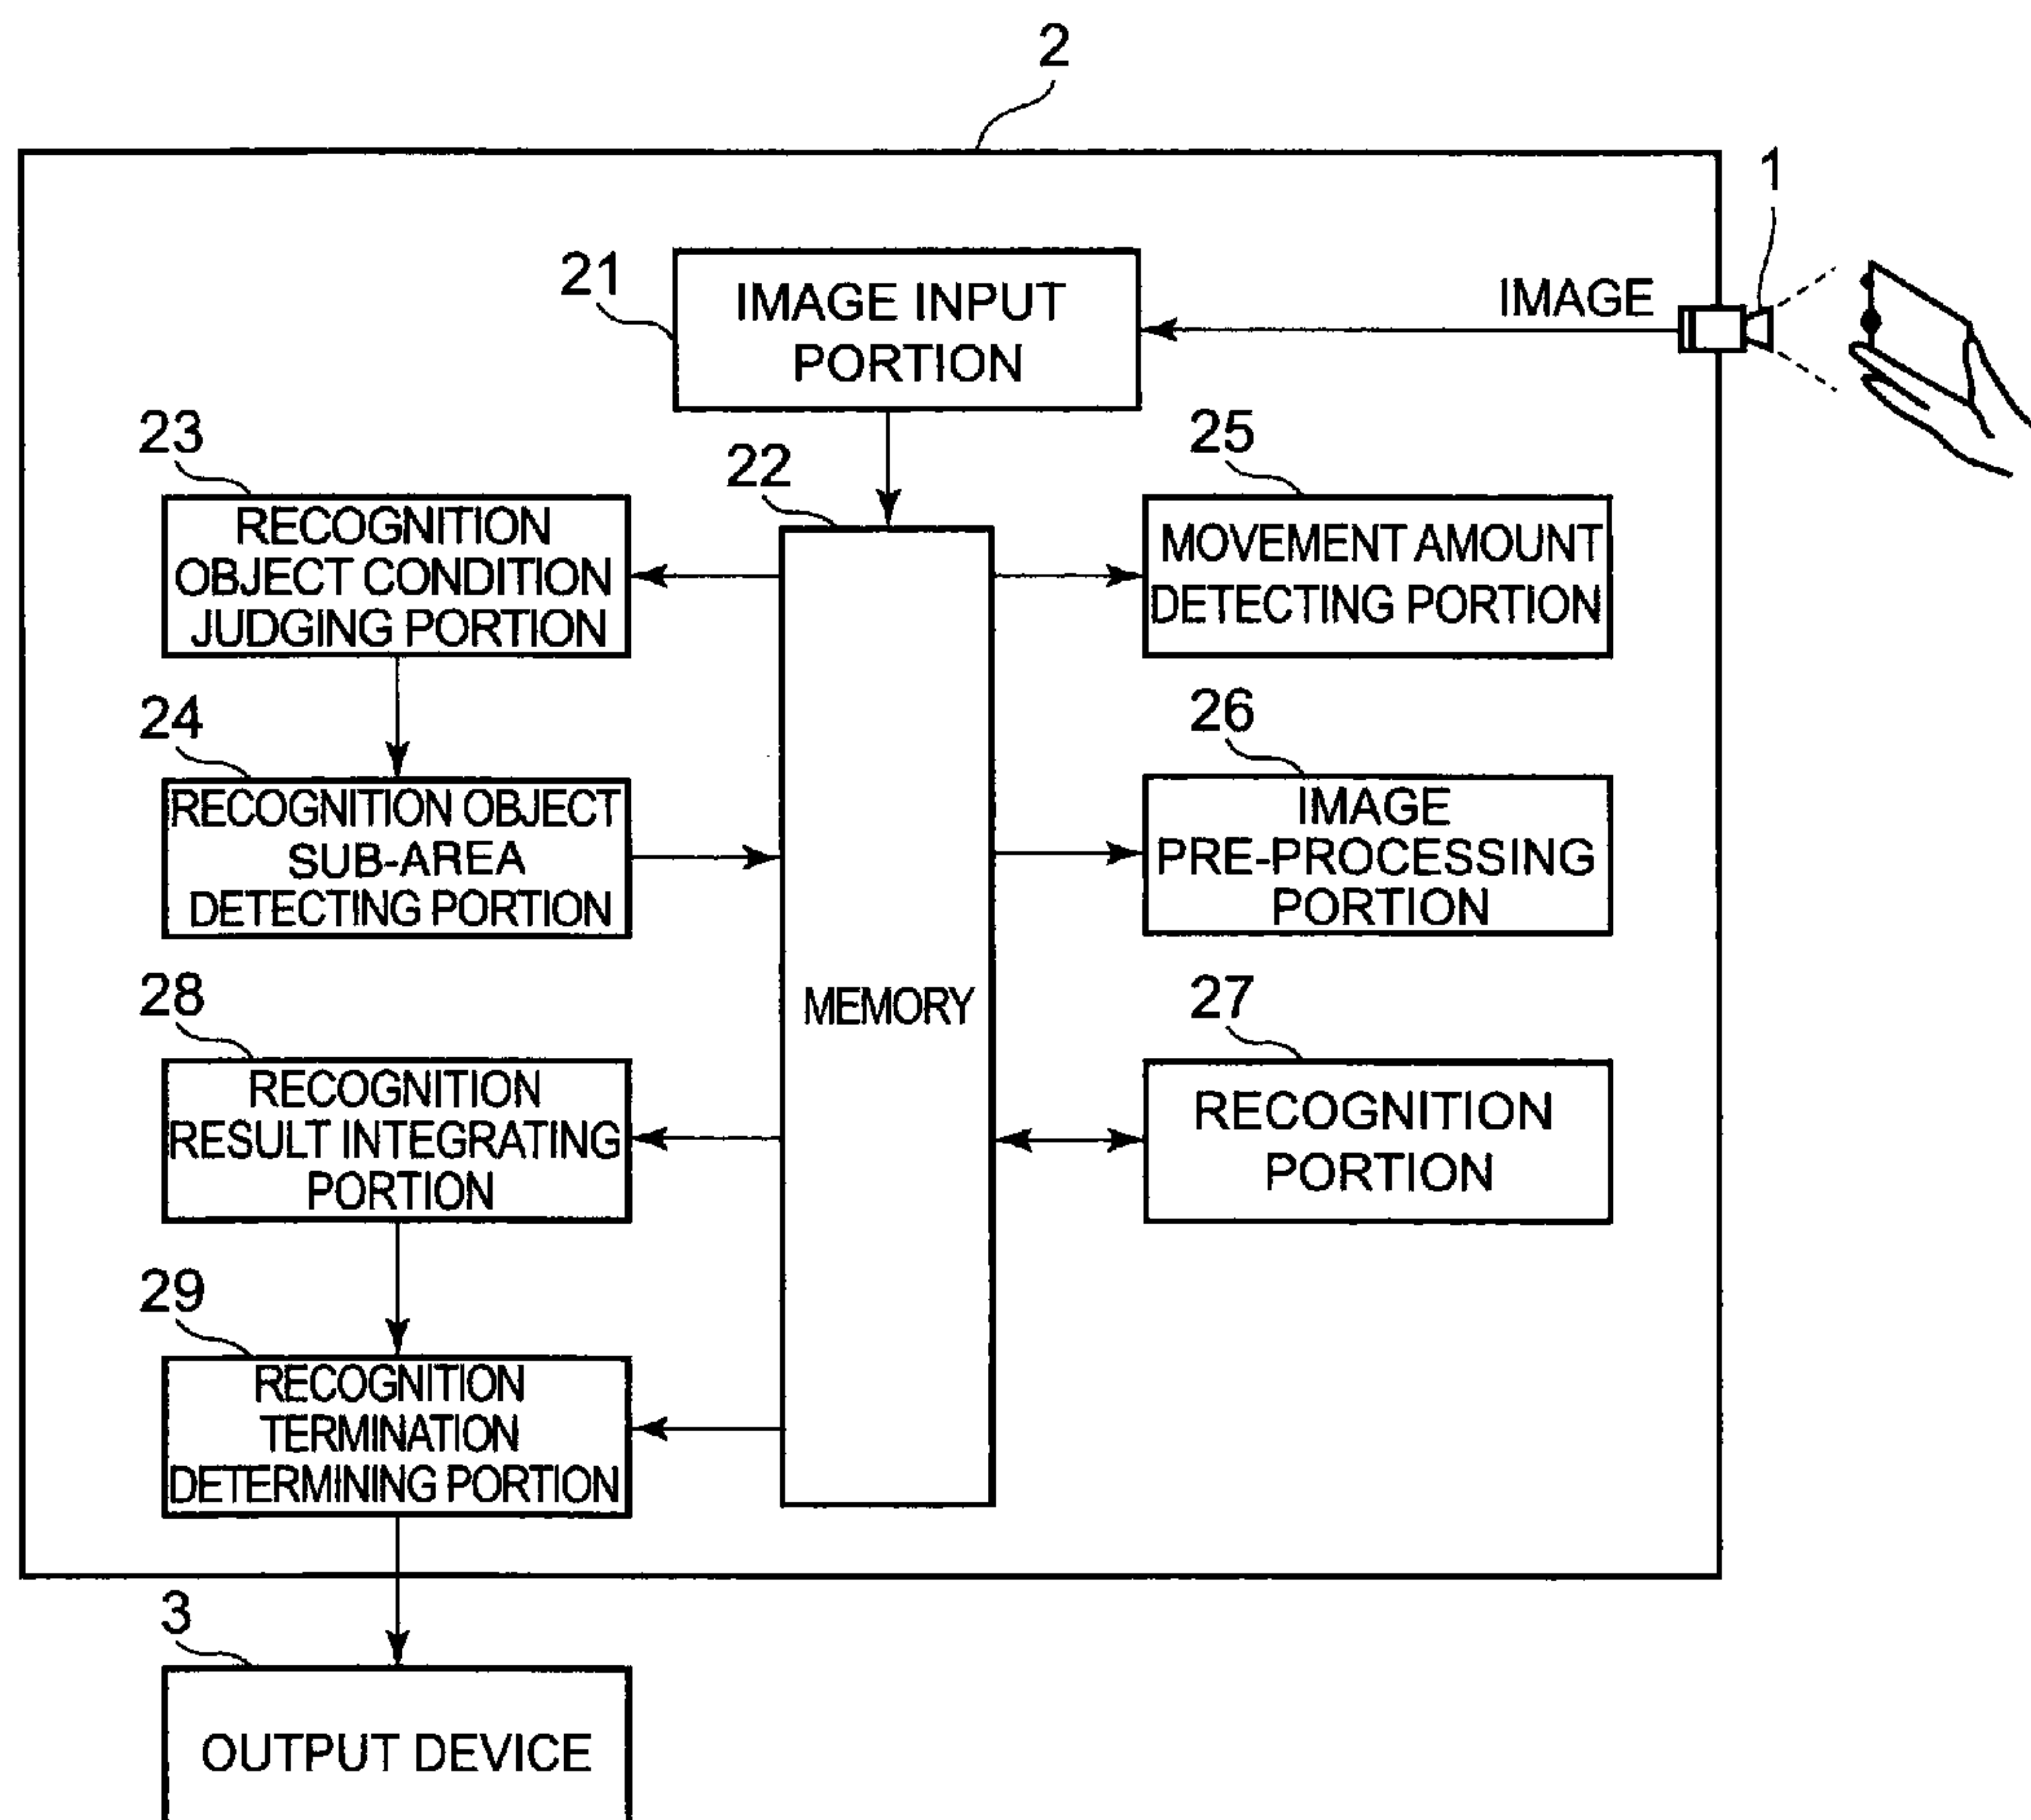 2
1
21
IMAGE INPUT
PORTION
IMAGE
23
RECOGNITION
OBJECT CONDITION
JUDGING PORTION
22
MEMORY
25
MOVEMENT AMOUNT
DETECTING PORTION
24
RECOGNITION OBJECT
SUB-AREA
DETECTING PORTION
26
IMAGE
PRE-PROCESSING
PORTION
28
RECOGNITION
RESULT INTEGRATING
PORTION
27
RECOGNITION
PORTION
29
RECOGNITION
TERMINATION
DETERMINING PORTION
3
OUTPUT DEVICE